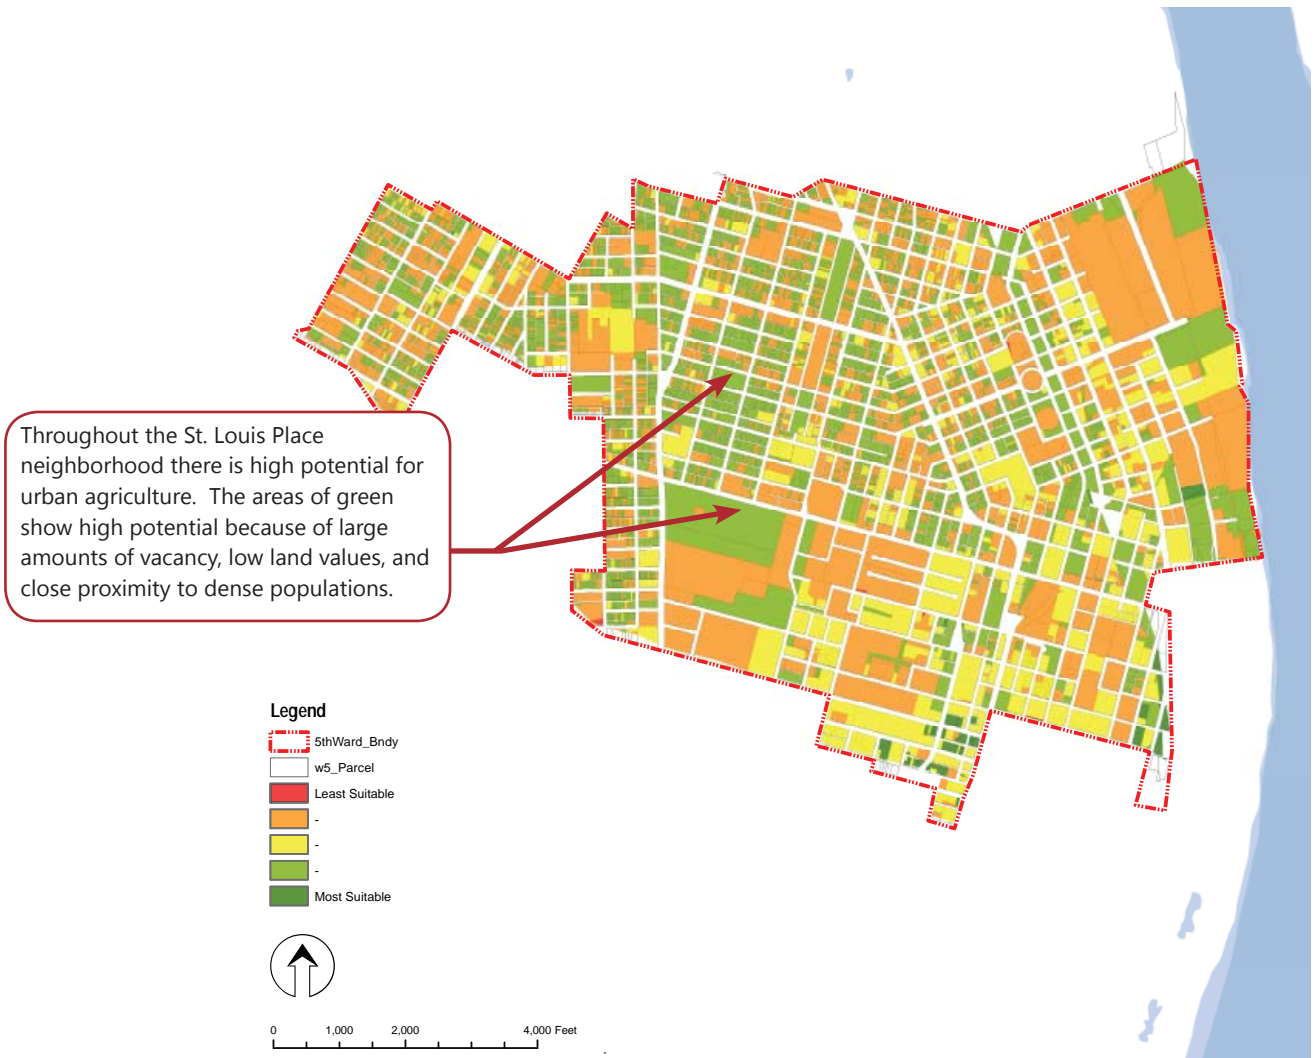 Throughout the St. Louis Place
neighborhood there is high potential for
urban agriculture.  The areas of green
show high potential because of large
amounts of vacancy, low land values, and
close proximity to dense populations.
Legend
5thWard_Bndy
w5_Parcel
Least Suitable
-
-
-
Most Suitable
0 1,000 2,000 4,000 Feet